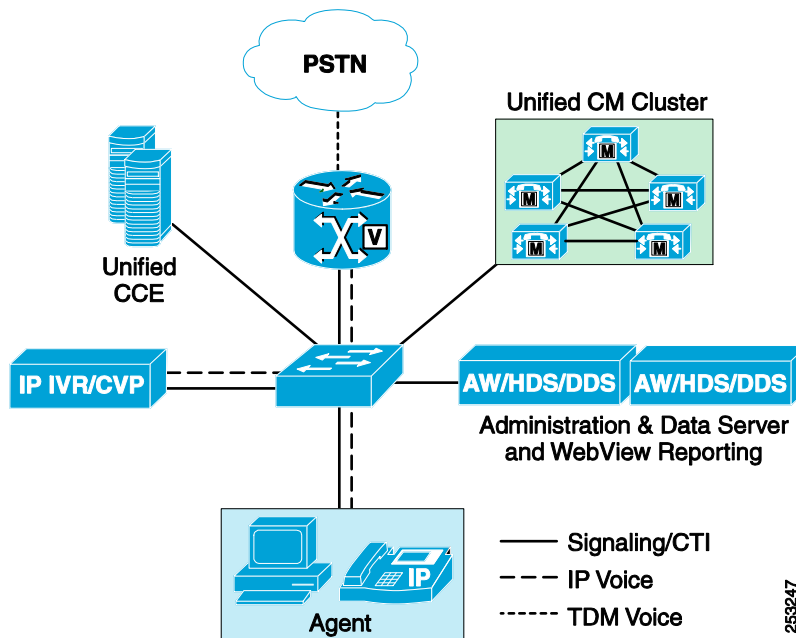 PSTN
Unified CM Cluster
M
M
M
M
M
V
Unified
CCE
IP IVR/CVP
AW/HDS/DDS
AW/HDS/DDS
Administration & Data Server
and WebView Reporting
IP
Agent
Signaling/CTI
IP Voice
TDM Voice
253247